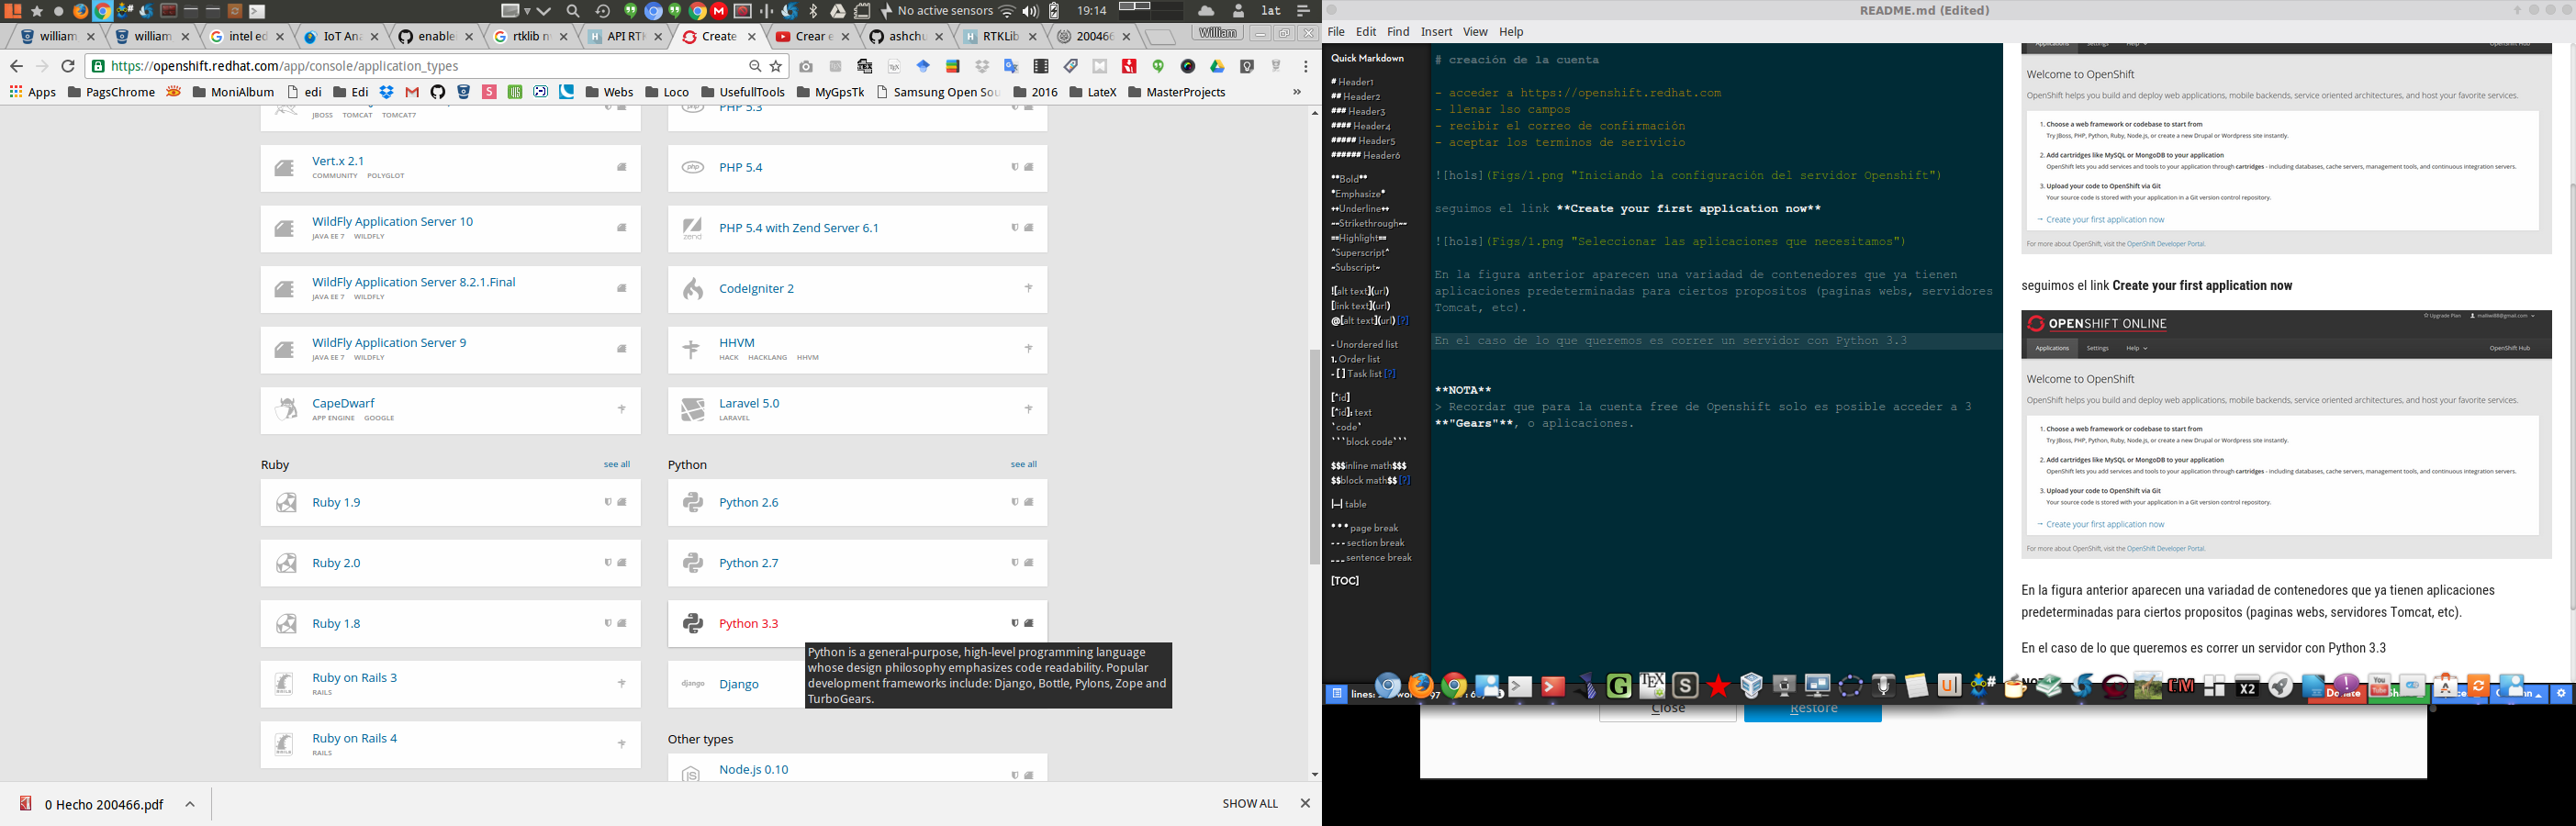 No active sensors
19:14
lat
william
william
intel ed
IoT Ana
enable
rtklib n
API RTK
Create
Crear e
ashchu
RTKLib
200466
William
https://openshift.redhat.com/app/console/application_types
Apps
PagsChrome
MoniAlbum
edi
Edi
Webs
Loco
UsefullTools
MyGpsTk
Samsung Open Sou
2016
LateX
MasterProjects
»
JBOSS TOMCAT TOMCAT7
Vert.x 2.1
COMMUNITY POLYGLOT
WildFly Application Server 10
JAVA EE 7 WILDFLY
WildFly Application Server 8.2.1.Final
JAVA EE 7 WILDFLY
WildFly Application Server 9
JAVA EE 7 WILDFLY
CapeDwarf
APP ENGINE GOOGLE
PHP 5.3
PHP 5.4
PHP 5.4 with Zend Server 6.1
CodeIgniter 2
HHVM
HACK HACKLANG HHVM
Laravel 5.0
LARAVEL
Ruby
see all
Ruby 1.9
Ruby 2.0
Ruby 1.8
Ruby on Rails 3
RAILS
Ruby on Rails 4
RAILS
Python
see all
Python 2.6
Python 2.7
Python 3.3
Python is a general-purpose, high-level programming language
whose design philosophy emphasizes code readability. Popular
development frameworks include: Django, Bottle, Pylons, Zope and
TurboGears.
Django
Other types
Node.js 0.10
0 Hecho 200466.pdf
SHOW ALL
README.md (Edited)
File Edit Find Insert View Help
Quick Markdown
# Header1
## Header2
### Header3
#### Header4
##### Header5
###### Header6
**Bold**
*Emphasize*
++Underline++
~~Strikethrough~~
==Highlight==
^Superscript^
~Subscript~
![alt text](url)
[link text](url)
@[alt text](url) [?]
- Unordered list
1. Order list
- [ ] Task list [?]
[^id]
[^id]: text
`code`
```block code```
$$$inline math$$$
$$block math$$ [?]
|--| table
* * * page break
- - - section break
_ _ _ sentence break
[TOC]
# creación de la cuenta
- acceder a https://openshift.redhat.com
- llenar lso campos
- recibir el correo de confirmación
- aceptar los terminos de serivicio
![hols](Figs/1.png "Iniciando la configuración del servidor Openshift")
seguimos el link **Create your first application now**
![hols](Figs/1.png "Seleccionar las aplicaciones que necesitamos")
En la figura anterior aparecen una variadad de contenedores que ya tienen
aplicaciones predeterminadas para ciertos propositos (paginas webs, servidores
Tomcat, etc).
En el caso de lo que queremos es correr un servidor con Python 3.3
**NOTA**
> Recordar que para la cuenta free de Openshift solo es posible acceder a 3
**"Gears"**, o aplicaciones.
Applications Settings Help OpenShift Hub
Welcome to OpenShift
OpenShift helps you build and deploy web applications, mobile backends, service oriented architectures, and host your favorite services.
1. Choose a web framework or codebase to start from
Try JBoss, PHP, Python, Ruby, Node.js, or create a new Drupal or Wordpress site instantly.
2. Add cartridges like MySQL or MongoDB to your application
OpenShift lets you add services and tools to your application through cartridges - including databases, cache servers, management tools, and continuous integration servers.
3. Upload your code to OpenShift via Git
Your source code is stored with your application in a Git version control repository.
→ Create your first application now
For more about OpenShift, visit the OpenShift Developer Portal.
seguimos el link Create your first application now
OPENSHIFT ONLINE
Upgrade Plan
Applications Settings Help OpenShift Hub
Welcome to OpenShift
OpenShift helps you build and deploy web applications, mobile backends, service oriented architectures, and host your favorite services.
1. Choose a web framework or codebase to start from
Try JBoss, PHP, Python, Ruby, Node.js, or create a new Drupal or Wordpress site instantly.
2. Add cartridges like MySQL or MongoDB to your application
OpenShift lets you add services and tools to your application through cartridges - including databases, cache servers, management tools, and continuous integration servers.
3. Upload your code to OpenShift via Git
Your source code is stored with your application in a Git version control repository.
→ Create your first application now
For more about OpenShift, visit the OpenShift Developer Portal.
En la figura anterior aparecen una variadad de contenedores que ya tienen aplicaciones
predeterminadas para ciertos propositos (paginas webs, servidores Tomcat, etc).
En el caso de lo que queremos es correr un servidor con Python 3.3
lines:
97
Close
Restore